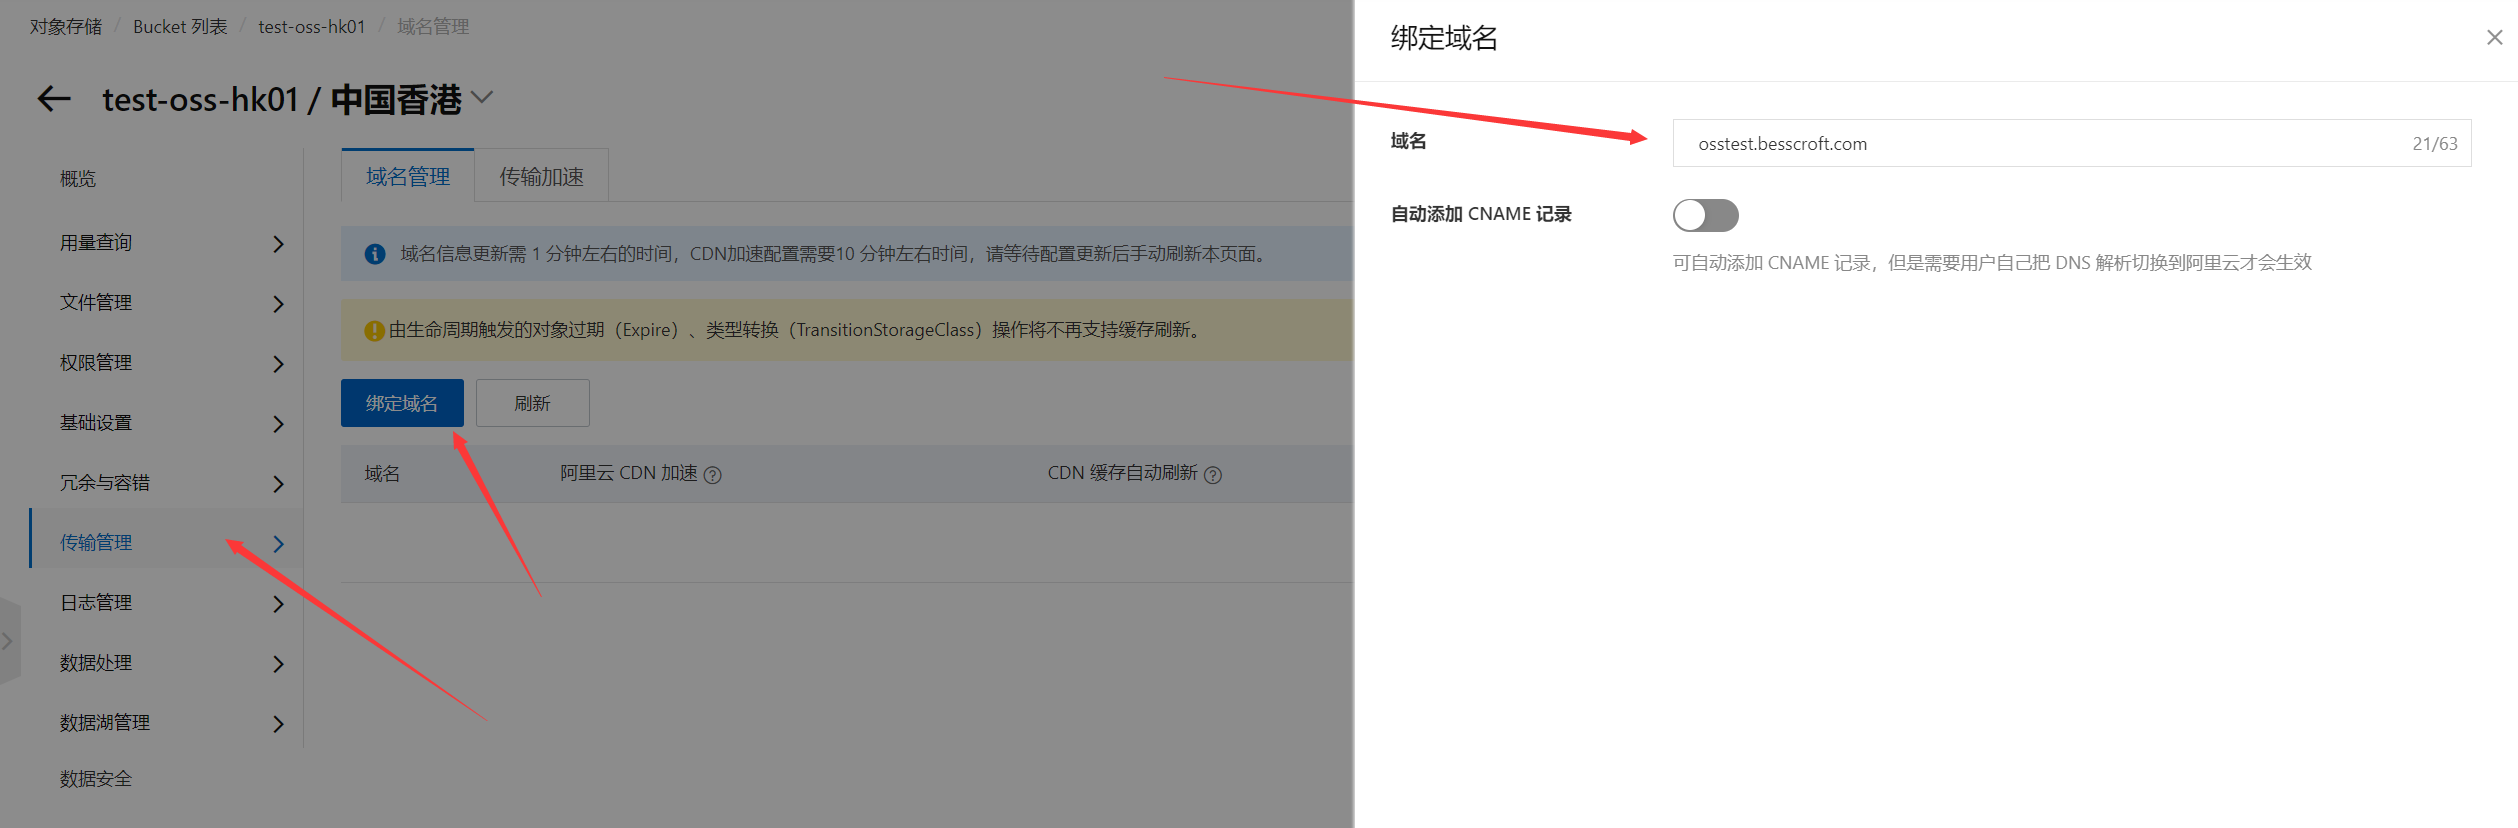 对象存储 / Bucket 列表 / test-oss-hk01 / 域名管理
test-oss-hk01 / 中国香港
概览
用量查询
文件管理
权限管理
基础设置
冗余与容错
传输管理
日志管理
数据处理
数据湖管理
数据安全
域名管理 传输加速
域名信息更新需 1 分钟左右的时间，CDN加速配置需要10 分钟左右时间，请等待配置更新后手动刷新本页面。
由生命周期触发的对象过期（Expire）、类型转换（TransitionStorageClass）操作将不再支持缓存刷新。
绑定域名 刷新
域名 阿里云 CDN 加速 ? CDN 缓存自动刷新 ?
绑定域名
域名 osstest.besscroft.com 21/63
自动添加 CNAME 记录
可自动添加 CNAME 记录，但是需要用户自己把 DNS 解析切换到阿里云才会生效